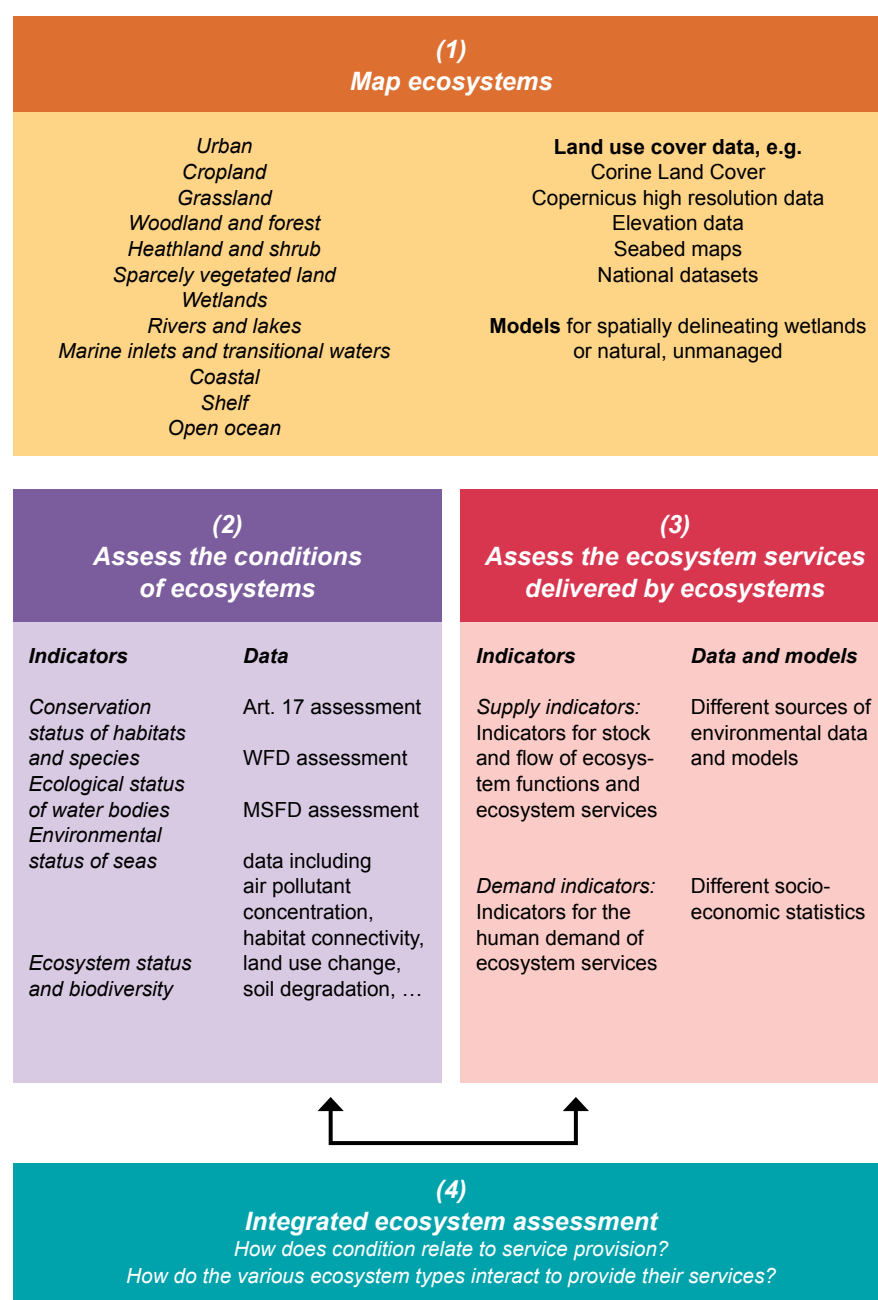 (1)
Map ecosystems
Urban
Cropland
Grassland
Woodland and forest
Heathland and shrub
Sparcely vegetated land
Wetlands
Rivers and lakes
Marine inlets and transitional waters
Coastal
Shelf
Open ocean
Land use cover data, e.g.
Corine Land Cover
Copernicus high resolution data
Elevation data
Seabed maps
National datasets
Models for spatially delineating wetlands
or natural, unmanaged
(2)
Assess the conditions
of ecosystems
Indicators
Conservation
status of habitats
and species
Ecological status
of water bodies
Environmental
status of seas
Ecosystem status
and biodiversity
Data
Art. 17 assessment
WFD assessment
MSFD assessment
data including
air pollutant
concentration,
habitat connectivity,
land use change,
soil degradation, …
(3)
Assess the ecosystem services
delivered by ecosystems
Indicators
Supply indicators:
Indicators for stock
and flow of ecosys-
tem functions and
ecosystem services
Demand indicators:
Indicators for the
human demand of
ecosystem services
Data and models
Different sources of
environmental data
and models
Different socio-
economic statistics
(4)
Integrated ecosystem assessment
How does condition relate to service provision?
How do the various ecosystem types interact to provide their services?